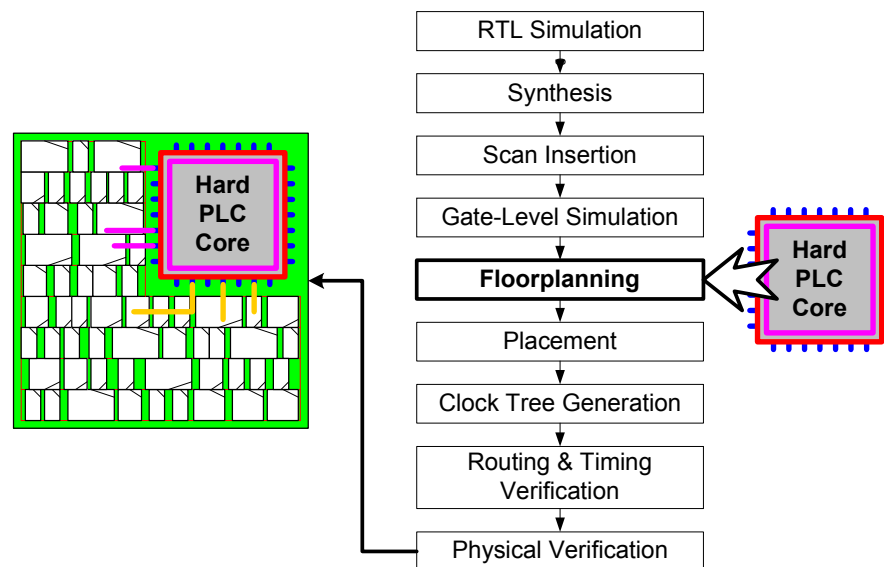 RTL Simulation
Synthesis
Scan Insertion
Gate-Level Simulation
Floorplanning
Placement
Clock Tree Generation
Routing & Timing
Verification
Physical Verification
Hard
PLC
Core
Hard
PLC
Core